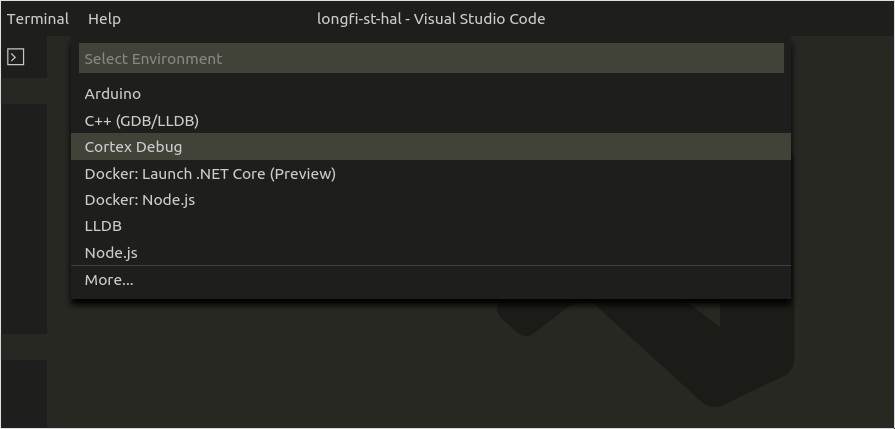 Terminal Help longfi-st-hal - Visual Studio Code
Select Environment
Arduino
C++ (GDB/LLDB)
Cortex Debug
Docker: Launch .NET Core (Preview)
Docker: Node.js
LLDB
Node.js
More...